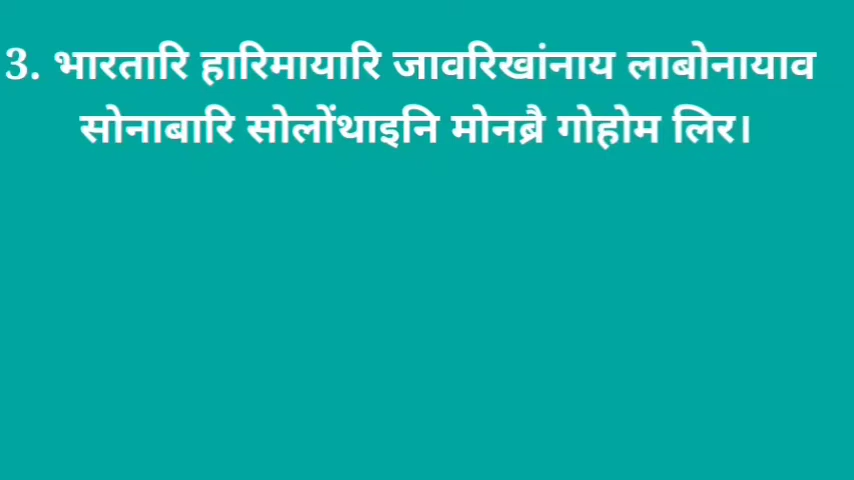 3. भारतारि हारिमायारि जावरिखांनाय लाबोनायाव
सोनाबारि सोलोंथाइनि मोनब्रै गोहोम लिर।